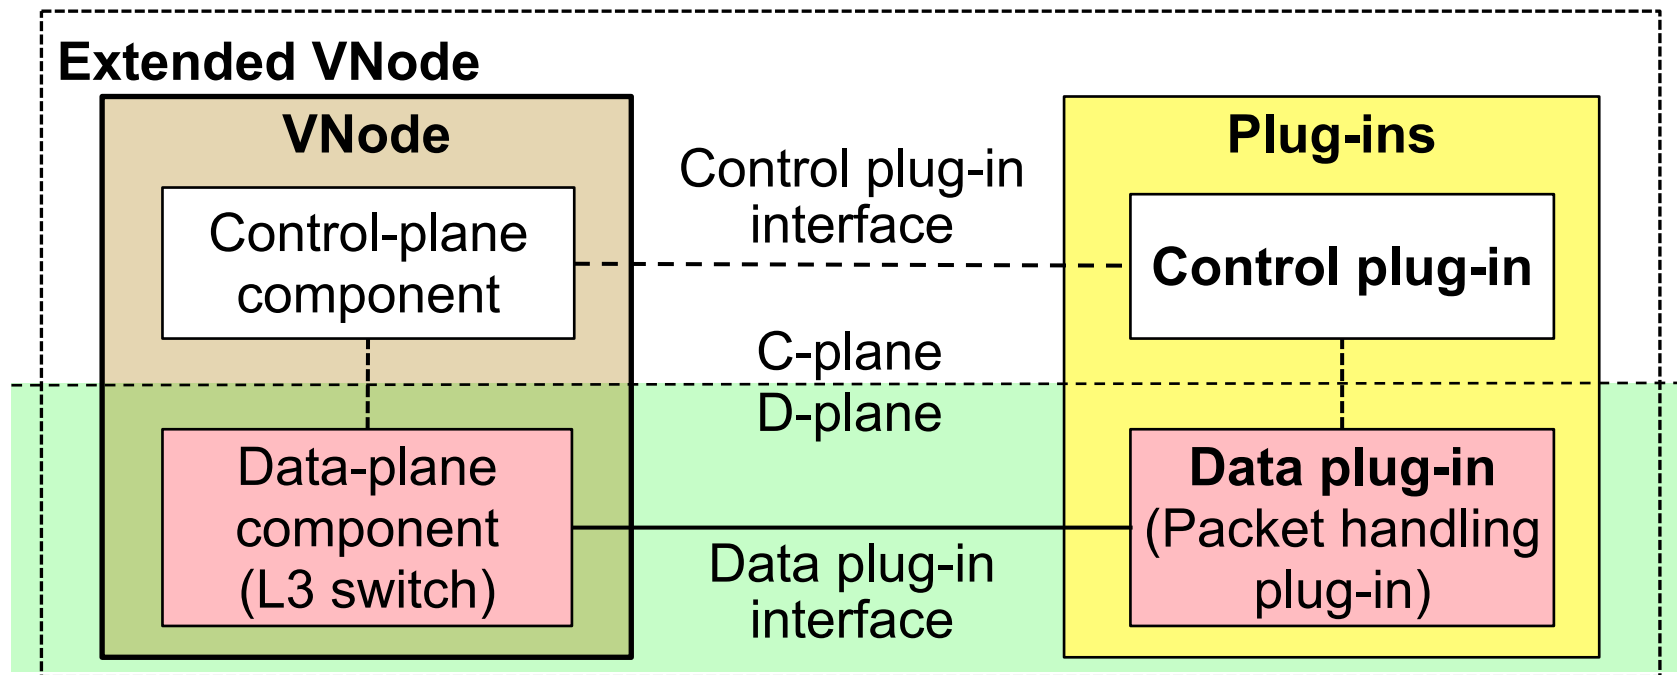 Extended VNode
VNode
Plug-ins
Control plug-in
interface
Control-plane
component
Control plug-in
C-plane
D-plane
Data-plane
component
(L3 switch)
Data plug-in
interface
Data plug-in
(Packet handling
plug-in)